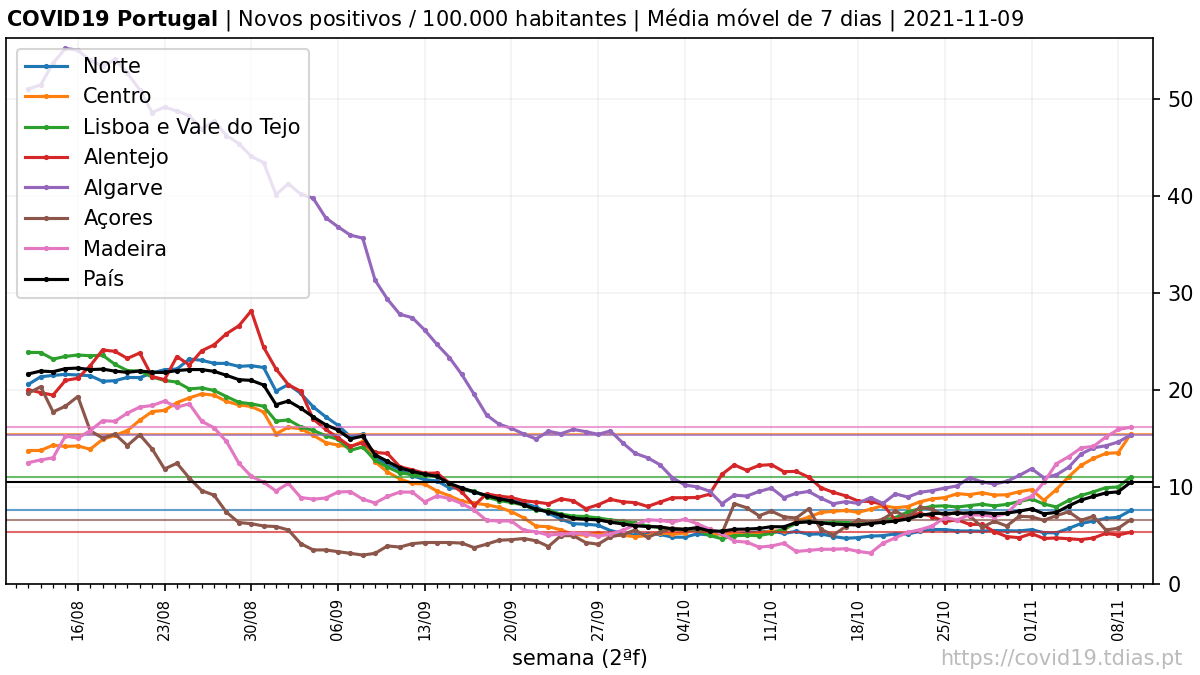 COVID19 Portugal | Novos positivos / 100.000 habitantes | Média móvel de 7 dias | 2021-11-09
Norte
Centro
Lisboa e Vale do Tejo
Alentejo
Algarve
Açores
Madeira
País
50
40
30
20
10
0
16/08
23/08
30/08
06/09
13/09
20/09
27/09
04/10
11/10
18/10
25/10
01/11
08/11
semana (2ªf)
https://covid19.tdias.pt